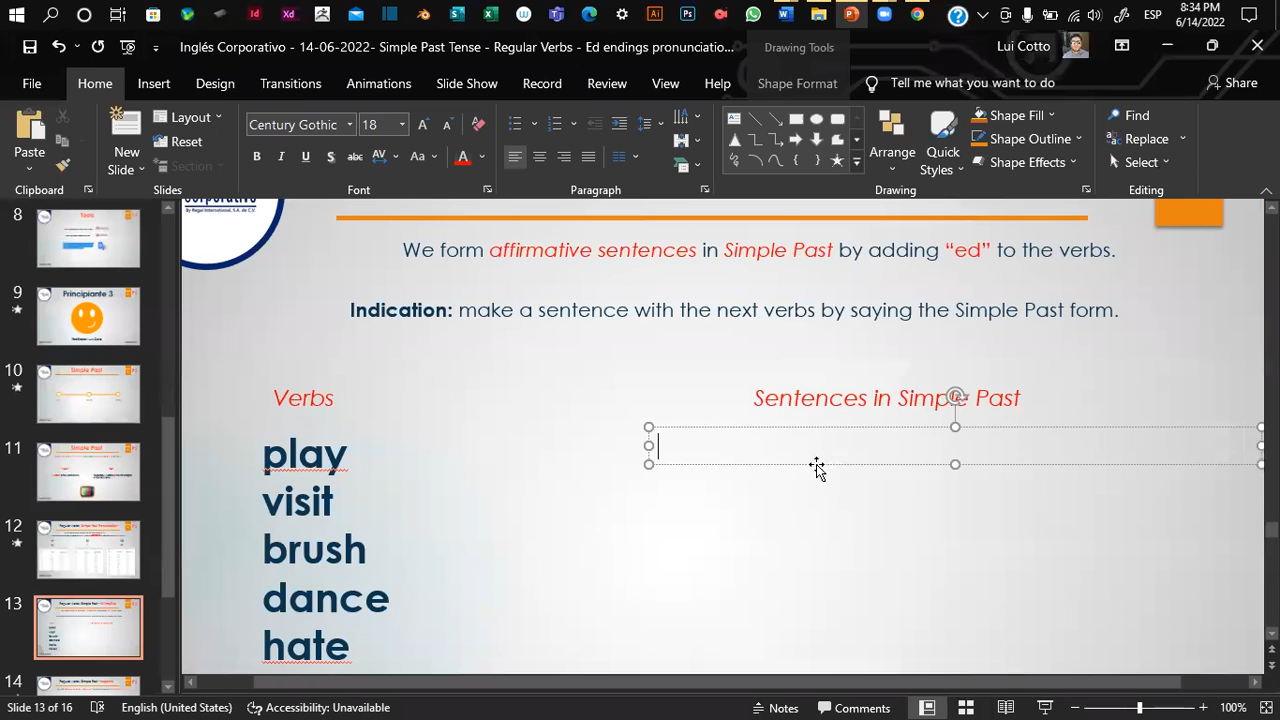 ESP
8:34 PM
6/14/2022
Inglés Corporativo - 14-06-2022- Simple Past Tense - Regular Verbs - Ed endings pronunciatio...
Drawing Tools
Lui Cotto
File
Home
Insert
Design
Transitions
Animations
Slide Show
Record
Review
View
Help
Shape Format
Tell me what you want to do
Share
Paste
New
Slide
Layout
Reset
Section
Century Gothic
18
Arrange
Quick
Styles
Shape Fill
Shape Outline
Shape Effects
Find
Replace
Select
Clipboard
Slides
Font
Paragraph
Drawing
Editing
8
9
Principiante 3
10
Simple Past
11
Simple Past
12
13
14
By Regal International, S.A. de C.V.
We form affirmative sentences in Simple Past by adding “ed” to the verbs.
Indication: make a sentence with the next verbs by saying the Simple Past form.
Verbs
Sentences in Simple Past
play
visit
brush
dance
hate
Slide 13 of 16
English (United States)
Accessibility: Unavailable
Notes
Comments
100%